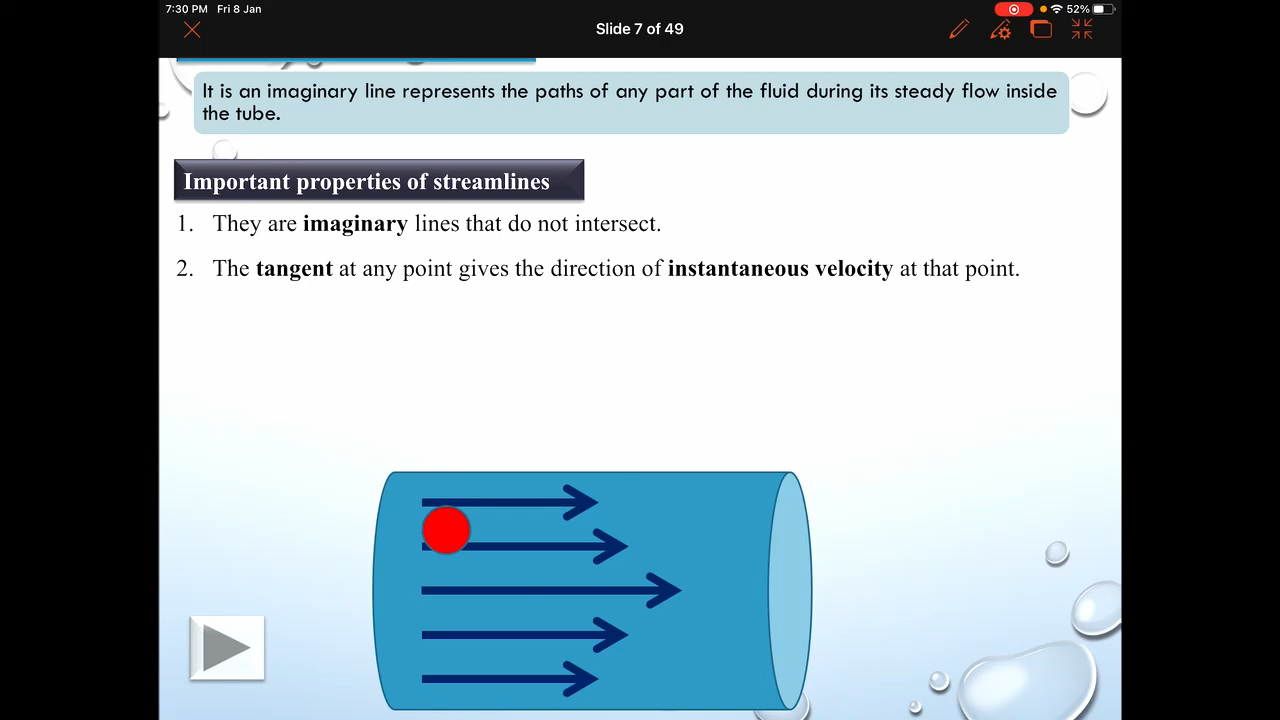 7:30 PM Fri 8 Jan
52%
Slide 7 of 49
It is an imaginary line represents the paths of any part of the fluid during its steady flow inside
the tube.
Important properties of streamlines
1. They are imaginary lines that do not intersect.
2. The tangent at any point gives the direction of instantaneous velocity at that point.